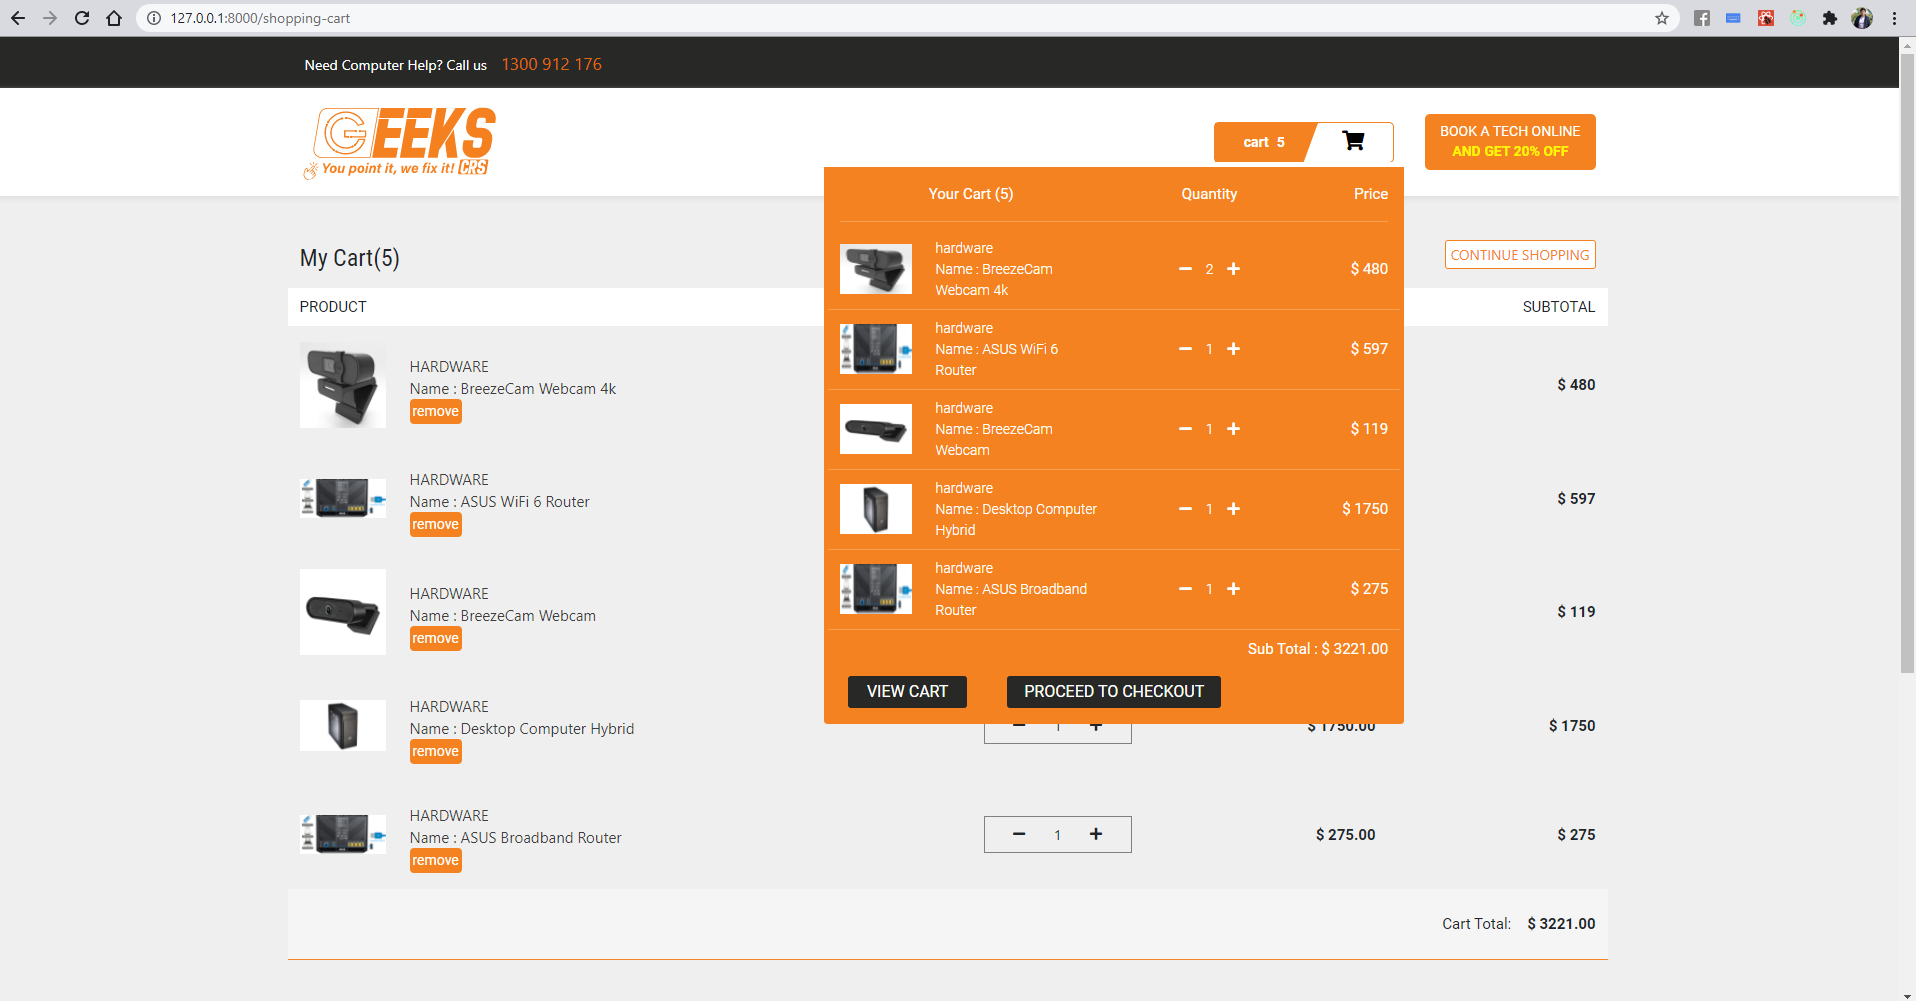 127.0.0.1:8000/shopping-cart
Need Computer Help? Call us 1300 912 176
GEEKS
You point it, we fix it! CRS
cart 5
BOOK A TECH ONLINE
AND GET 20% OFF
Your Cart (5) Quantity Price
hardware
Name : BreezeCam
Webcam 4k
2
$ 480
hardware
Name : ASUS WiFi 6
Router
1
$ 597
hardware
Name : BreezeCam
Webcam
1
$ 119
hardware
Name : Desktop Computer
Hybrid
1
$ 1750
hardware
Name : ASUS Broadband
Router
1
$ 275
Sub Total : $ 3221.00
VIEW CART PROCEED TO CHECKOUT
My Cart(5)
CONTINUE SHOPPING
PRODUCT SUBTOTAL
HARDWARE
Name : BreezeCam Webcam 4k
remove
$ 480
HARDWARE
Name : ASUS WiFi 6 Router
remove
$ 597
HARDWARE
Name : BreezeCam Webcam
remove
$ 119
HARDWARE
Name : Desktop Computer Hybrid
remove
1 $ 1750.00 $ 1750
HARDWARE
Name : ASUS Broadband Router
remove
1 $ 275.00 $ 275
Cart Total: $ 3221.00